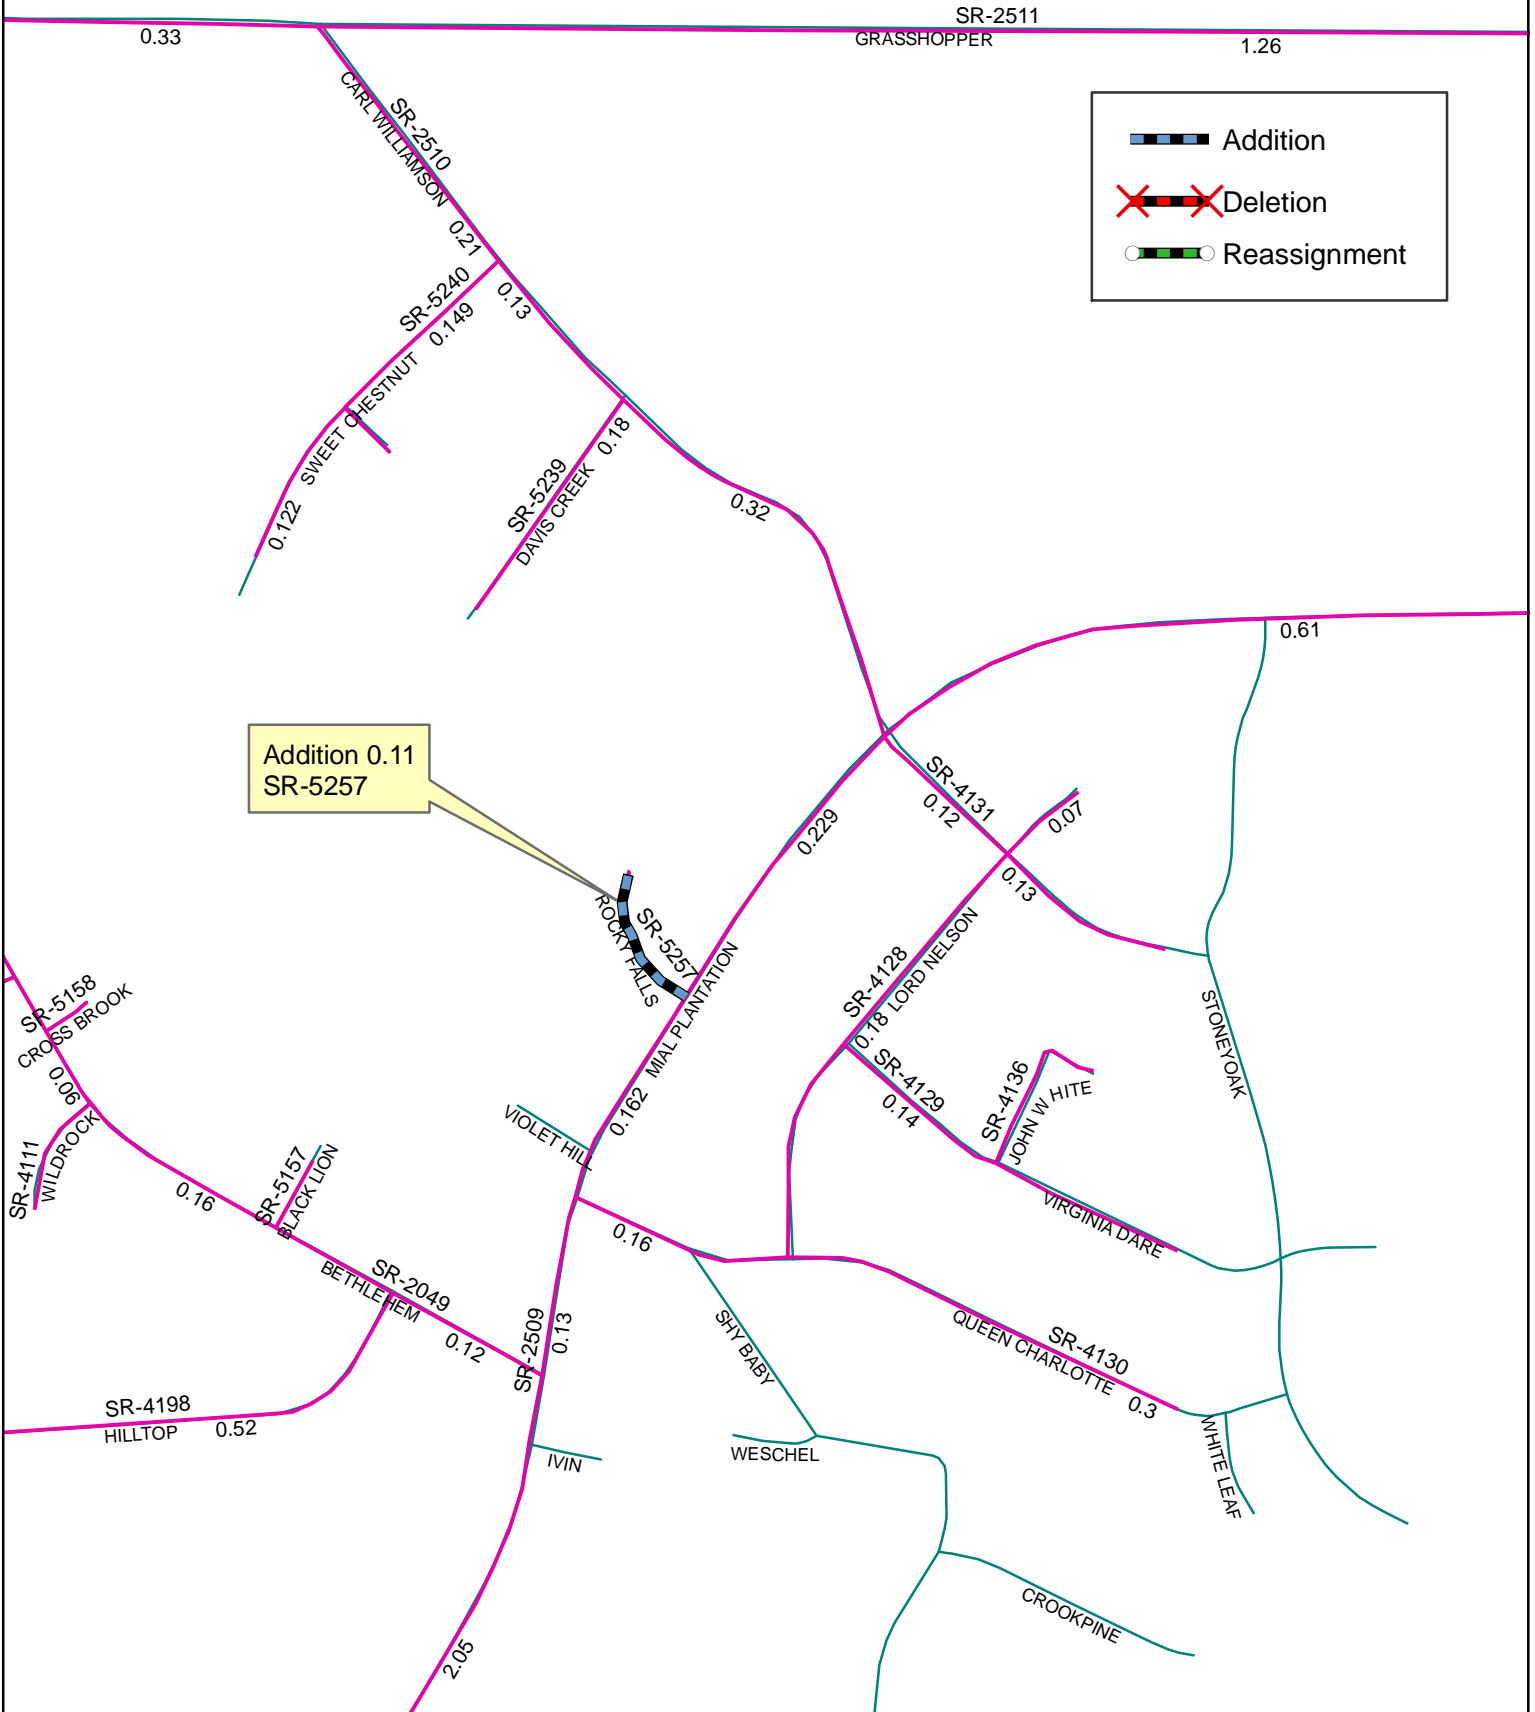 SR-2511
0.33
GRASSHOPPER
1.26
CARL WILLIAMSON
SR-2510
0.21
Addition
Deletion
Reassignment
SR-5240
0.149
0.13
SWEET CHESTNUT
0.122
0.18
SR-5239
DAVIS CREEK
0.32
0.61
Addition 0.11
SR-5257
SR-4131
0.12
0.07
0.229
0.13
ROCKY FALLS
SR-5257
MIAL PLANTATION
SR-4128
LORD NELSON
0.18
SR-5158
CROSS BROOK
0.06
STONEYOAK
SR-4129
0.14
SR-4136
JOHN W HITE
VIOLET HILL
0.162
WILDROCK
SR-4111
SR-5157
BLACK LION
0.16
VIRGINIA DARE
0.16
SR-2049
BETHLEHEM
0.12
SR-2509
0.13
SHY BABY
QUEEN CHARLOTTE
SR-4130
0.3
SR-4198
HILLTOP
0.52
WESCHEL
IVIN
WHITE LEAF
CROOKPINE
2.05